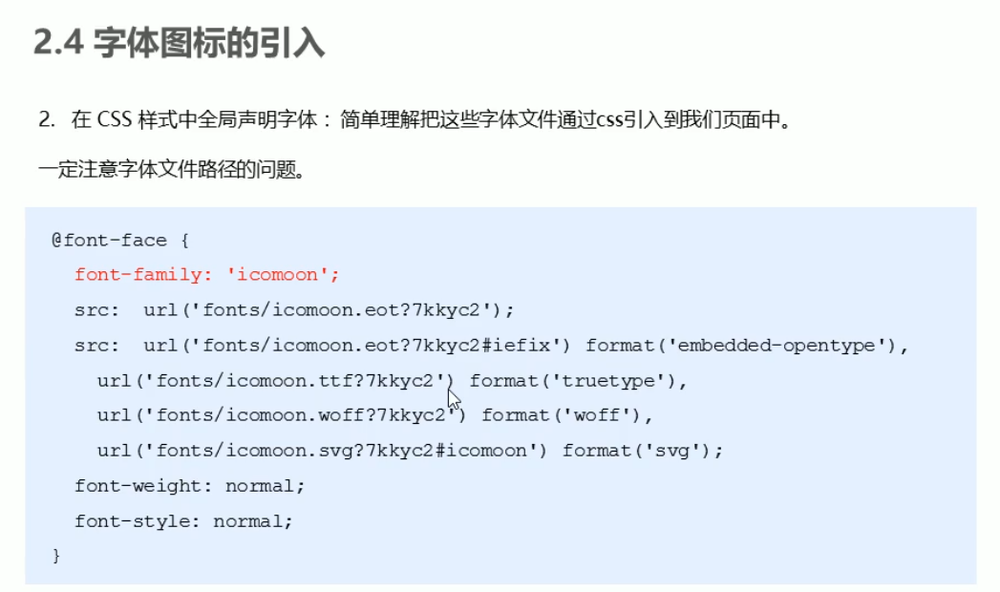 2.4 字体图标的引入
2. 在 CSS 样式中全局声明字体： 简单理解把这些字体文件通过css引入到我们页面中。
一定注意字体文件路径的问题。
@font-face {
font-family: 'icomoon';
src: url('fonts/icomoon.eot?7kkyc2');
src: url('fonts/icomoon.eot?7kkyc2#iefix') format('embedded-opentype'),
url('fonts/icomoon.ttf?7kkyc2') format('truetype'),
url('fonts/icomoon.woff?7kkyc2') format('woff'),
url('fonts/icomoon.svg?7kkyc2#icomoon') format('svg');
font-weight: normal;
font-style: normal;
}